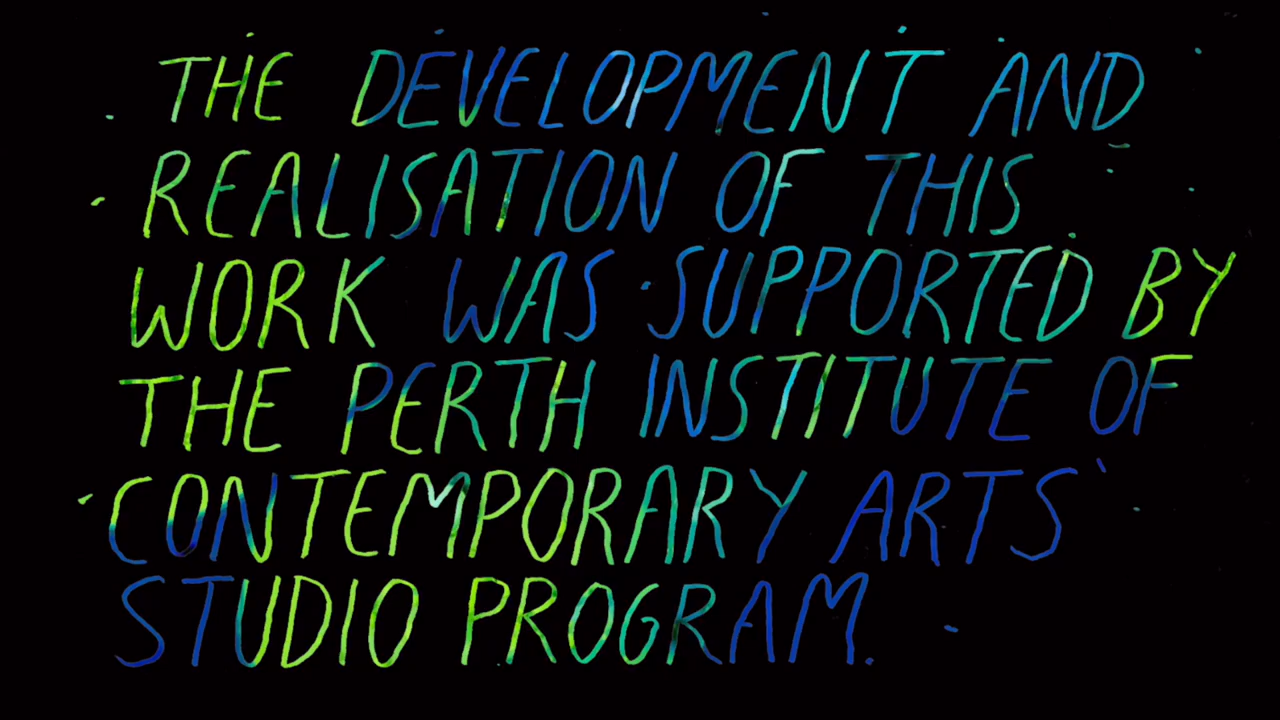 THE DEVELOPMENT AND
REALISATION OF THIS
WORK WAS SUPPORTED BY
THE PERTH INSTITUTE OF
CONTEMPORARY ARTS'
STUDIO PROGRAM.